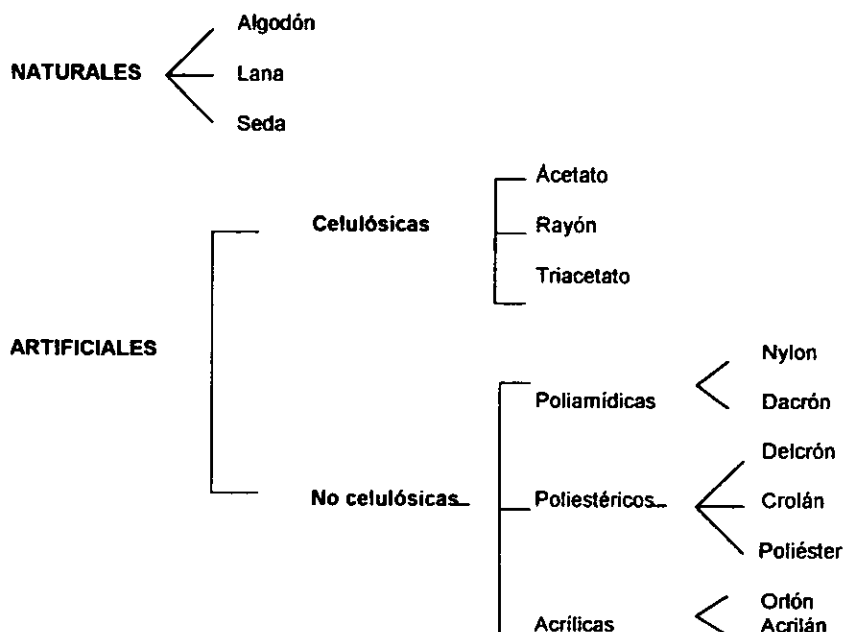 Algodón
NATURALES
Lana
Seda
Acetato
Celulósicas
Rayón
Triacetato
ARTIFICIALES
Nylon
Poliamídicas
Dacrón
Delcrón
No celulósicas
Poliestéricos
Crolán
Poliéster
Orlón
Acrílicas
Acrilán